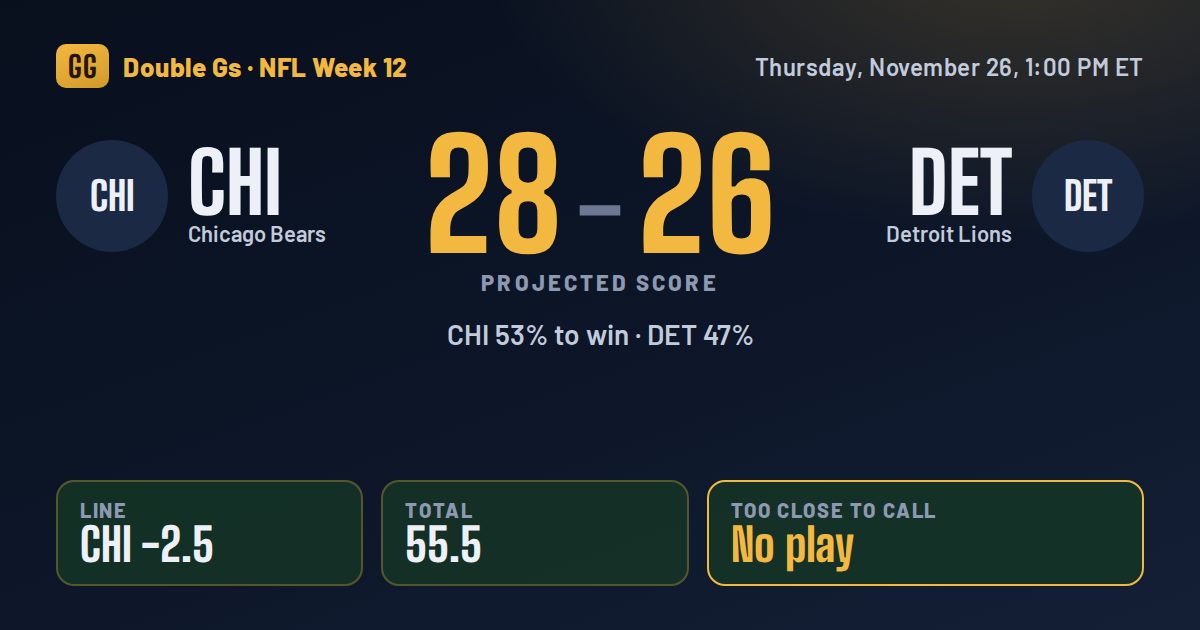 GG Double Gs · NFL Week 12
Thursday, November 26, 1:00 PM ET
CHI
CHI
Chicago Bears
28 – 26
DET
Detroit Lions
DET
PROJECTED SCORE
CHI 53% to win · DET 47%
LINE
CHI −2.5
TOTAL
55.5
TOO CLOSE TO CALL
No play